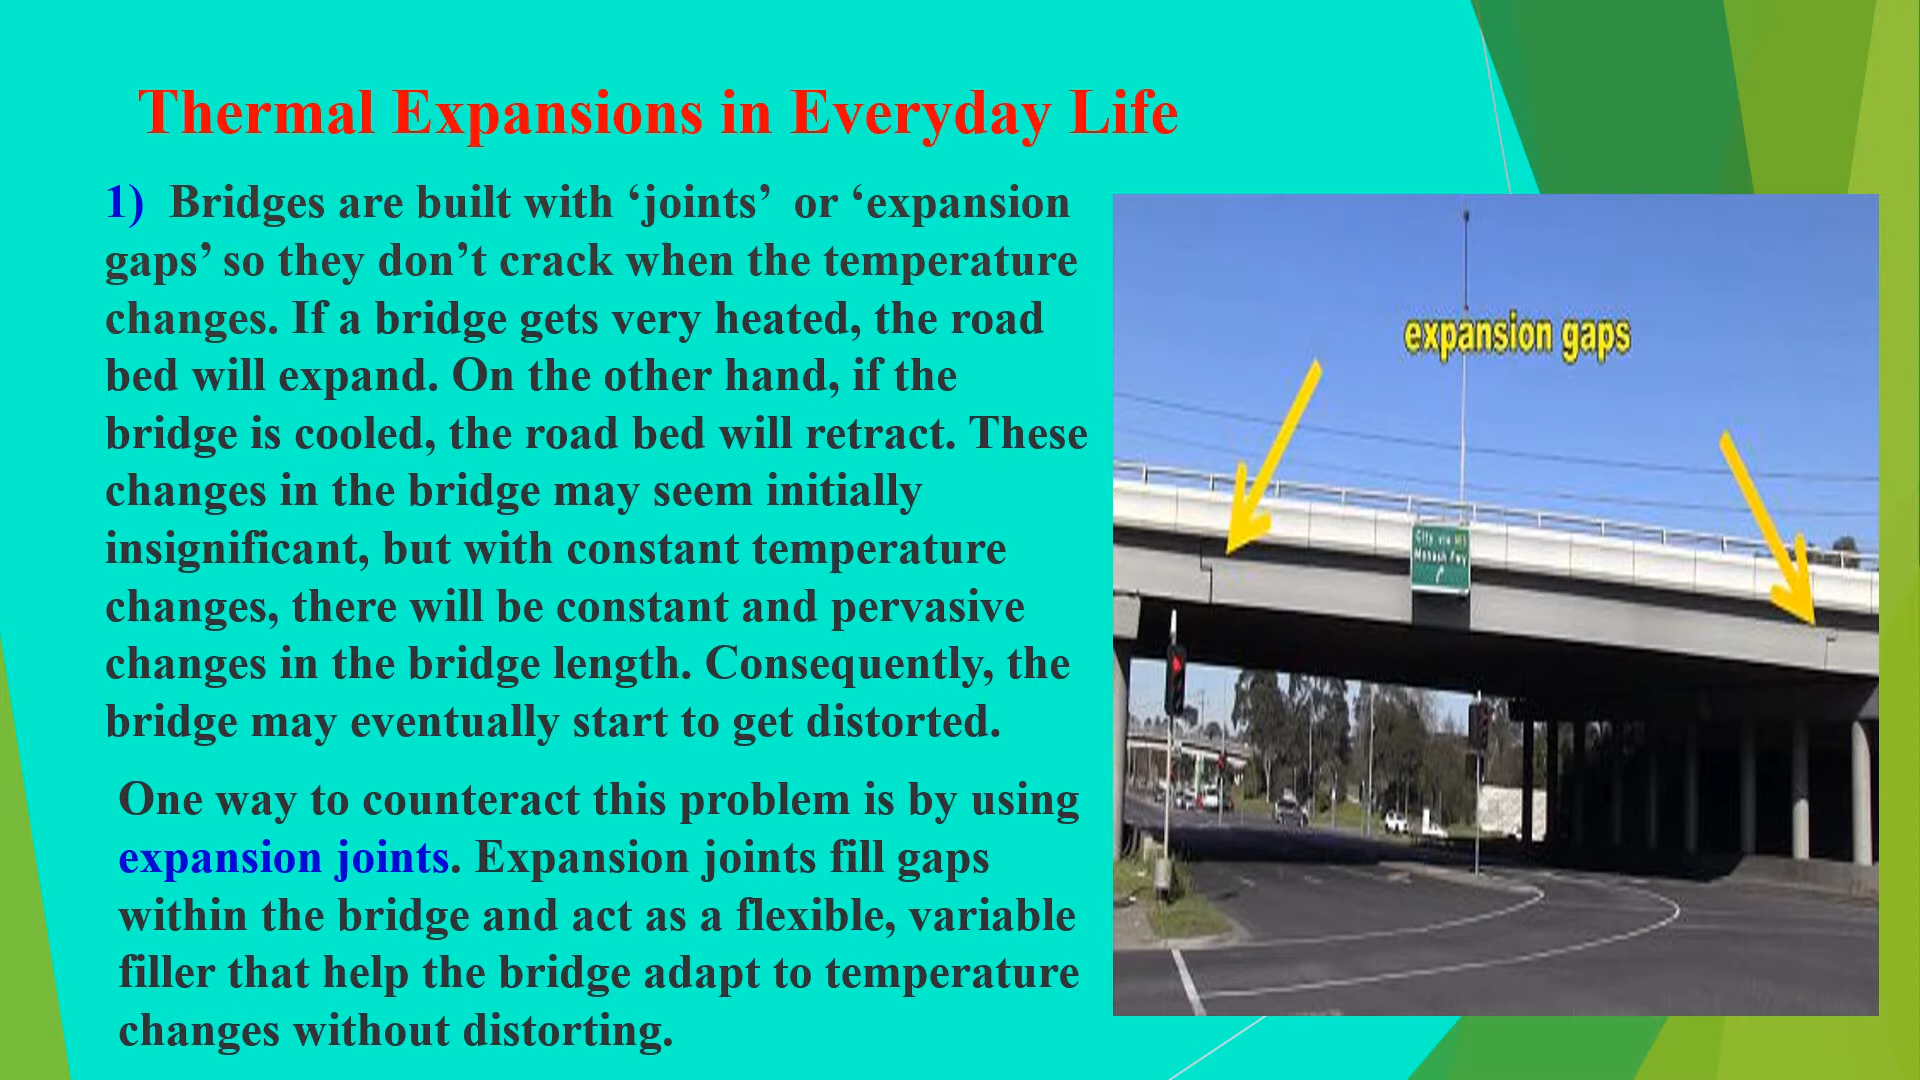 Thermal Expansions in Everyday Life
1) Bridges are built with ‘joints’ or ‘expansion
gaps’ so they don’t crack when the temperature
changes. If a bridge gets very heated, the road
bed will expand. On the other hand, if the
bridge is cooled, the road bed will retract. These
changes in the bridge may seem initially
insignificant, but with constant temperature
changes, there will be constant and pervasive
changes in the bridge length. Consequently, the
bridge may eventually start to get distorted.
One way to counteract this problem is by using
expansion joints. Expansion joints fill gaps
within the bridge and act as a flexible, variable
filler that help the bridge adapt to temperature
changes without distorting.
expansion gaps
City via M1
Monash Fwy